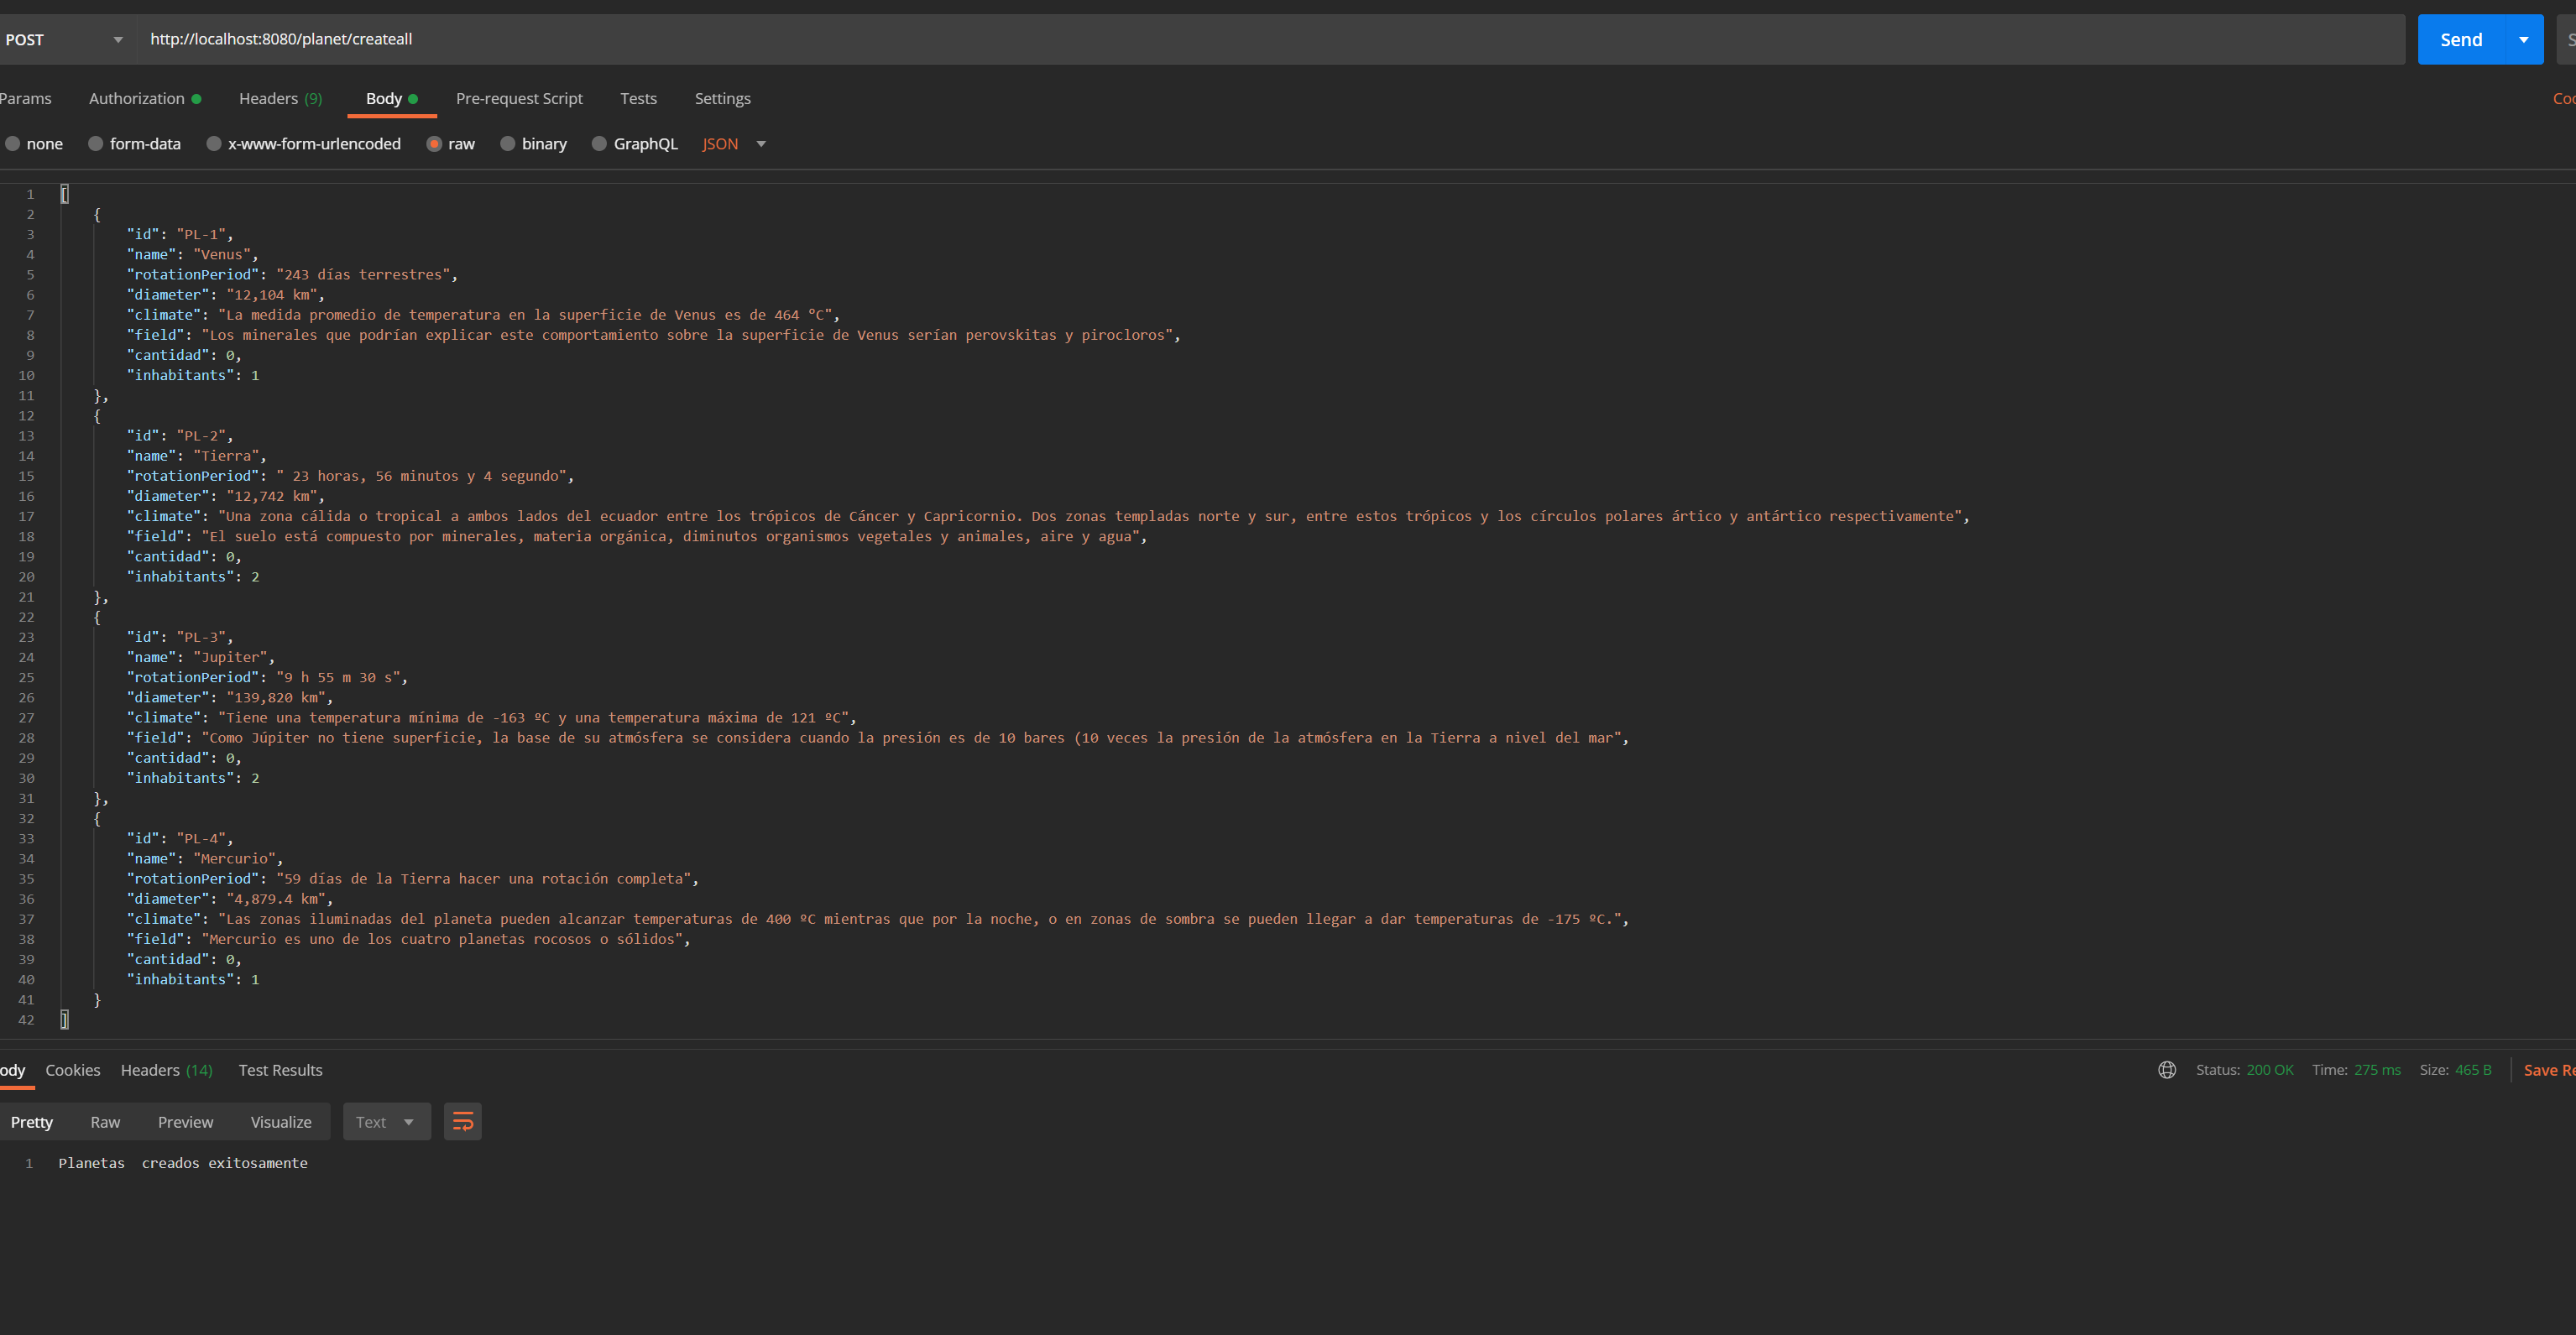 POST http://localhost:8080/planet/createall Send
Params Authorization Headers (9) Body Pre-request Script Tests Settings
none form-data x-www-form-urlencoded raw binary GraphQL JSON
1 [
2 {
3 "id": "PL-1",
4 "name": "Venus",
5 "rotationPeriod": "243 días terrestres",
6 "diameter": "12,104 km",
7 "climate": "La medida promedio de temperatura en la superficie de Venus es de 464 °C",
8 "field": "Los minerales que podrían explicar este comportamiento sobre la superficie de Venus serían perovskitas y pirocloros",
9 "cantidad": 0,
10 "inhabitants": 1
11 },
12 {
13 "id": "PL-2",
14 "name": "Tierra",
15 "rotationPeriod": " 23 horas, 56 minutos y 4 segundo",
16 "diameter": "12,742 km",
17 "climate": "Una zona cálida o tropical a ambos lados del ecuador entre los trópicos de Cáncer y Capricornio. Dos zonas templadas norte y sur, entre estos trópicos y los círculos polares ártico y antártico respectivamente",
18 "field": "El suelo está compuesto por minerales, materia orgánica, diminutos organismos vegetales y animales, aire y agua",
19 "cantidad": 0,
20 "inhabitants": 2
21 },
22 {
23 "id": "PL-3",
24 "name": "Jupiter",
25 "rotationPeriod": "9 h 55 m 30 s",
26 "diameter": "139,820 km",
27 "climate": "Tiene una temperatura mínima de -163 ºC y una temperatura máxima de 121 ºC",
28 "field": "Como Júpiter no tiene superficie, la base de su atmósfera se considera cuando la presión es de 10 bares (10 veces la presión de la atmósfera en la Tierra a nivel del mar",
29 "cantidad": 0,
30 "inhabitants": 2
31 },
32 {
33 "id": "PL-4",
34 "name": "Mercurio",
35 "rotationPeriod": "59 días de la Tierra hacer una rotación completa",
36 "diameter": "4,879.4 km",
37 "climate": "Las zonas iluminadas del planeta pueden alcanzar temperaturas de 400 ºC mientras que por la noche, o en zonas de sombra se pueden llegar a dar temperaturas de -175 ºC.",
38 "field": "Mercurio es uno de los cuatro planetas rocosos o sólidos",
39 "cantidad": 0,
40 "inhabitants": 1
41 }
42 ]
ody Cookies Headers (14) Test Results Status: 200 OK Time: 275 ms Size: 465 B Save Re
Pretty Raw Preview Visualize Text
1 Planetas  creados exitosamente